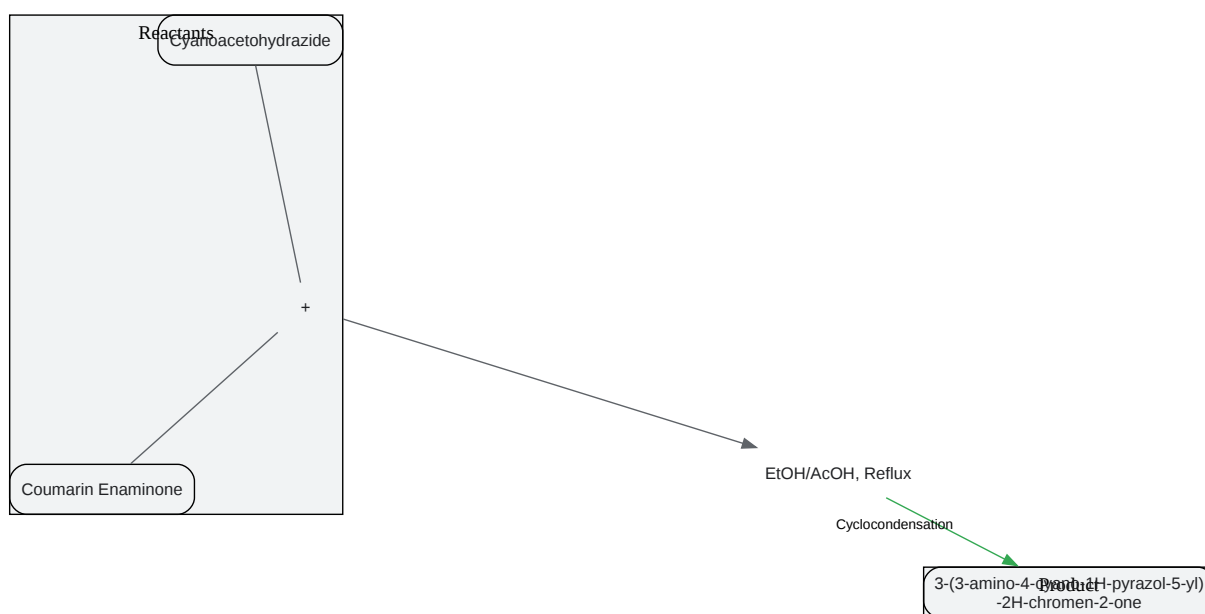 Reactants
Cyanoacetohydrazide
+
Coumarin Enaminone
EtOH/AcOH, Reflux
Cyclocondensation
Product
3-(3-amino-4-cyano-1H-pyrazol-5-yl)
-2H-chromen-2-one